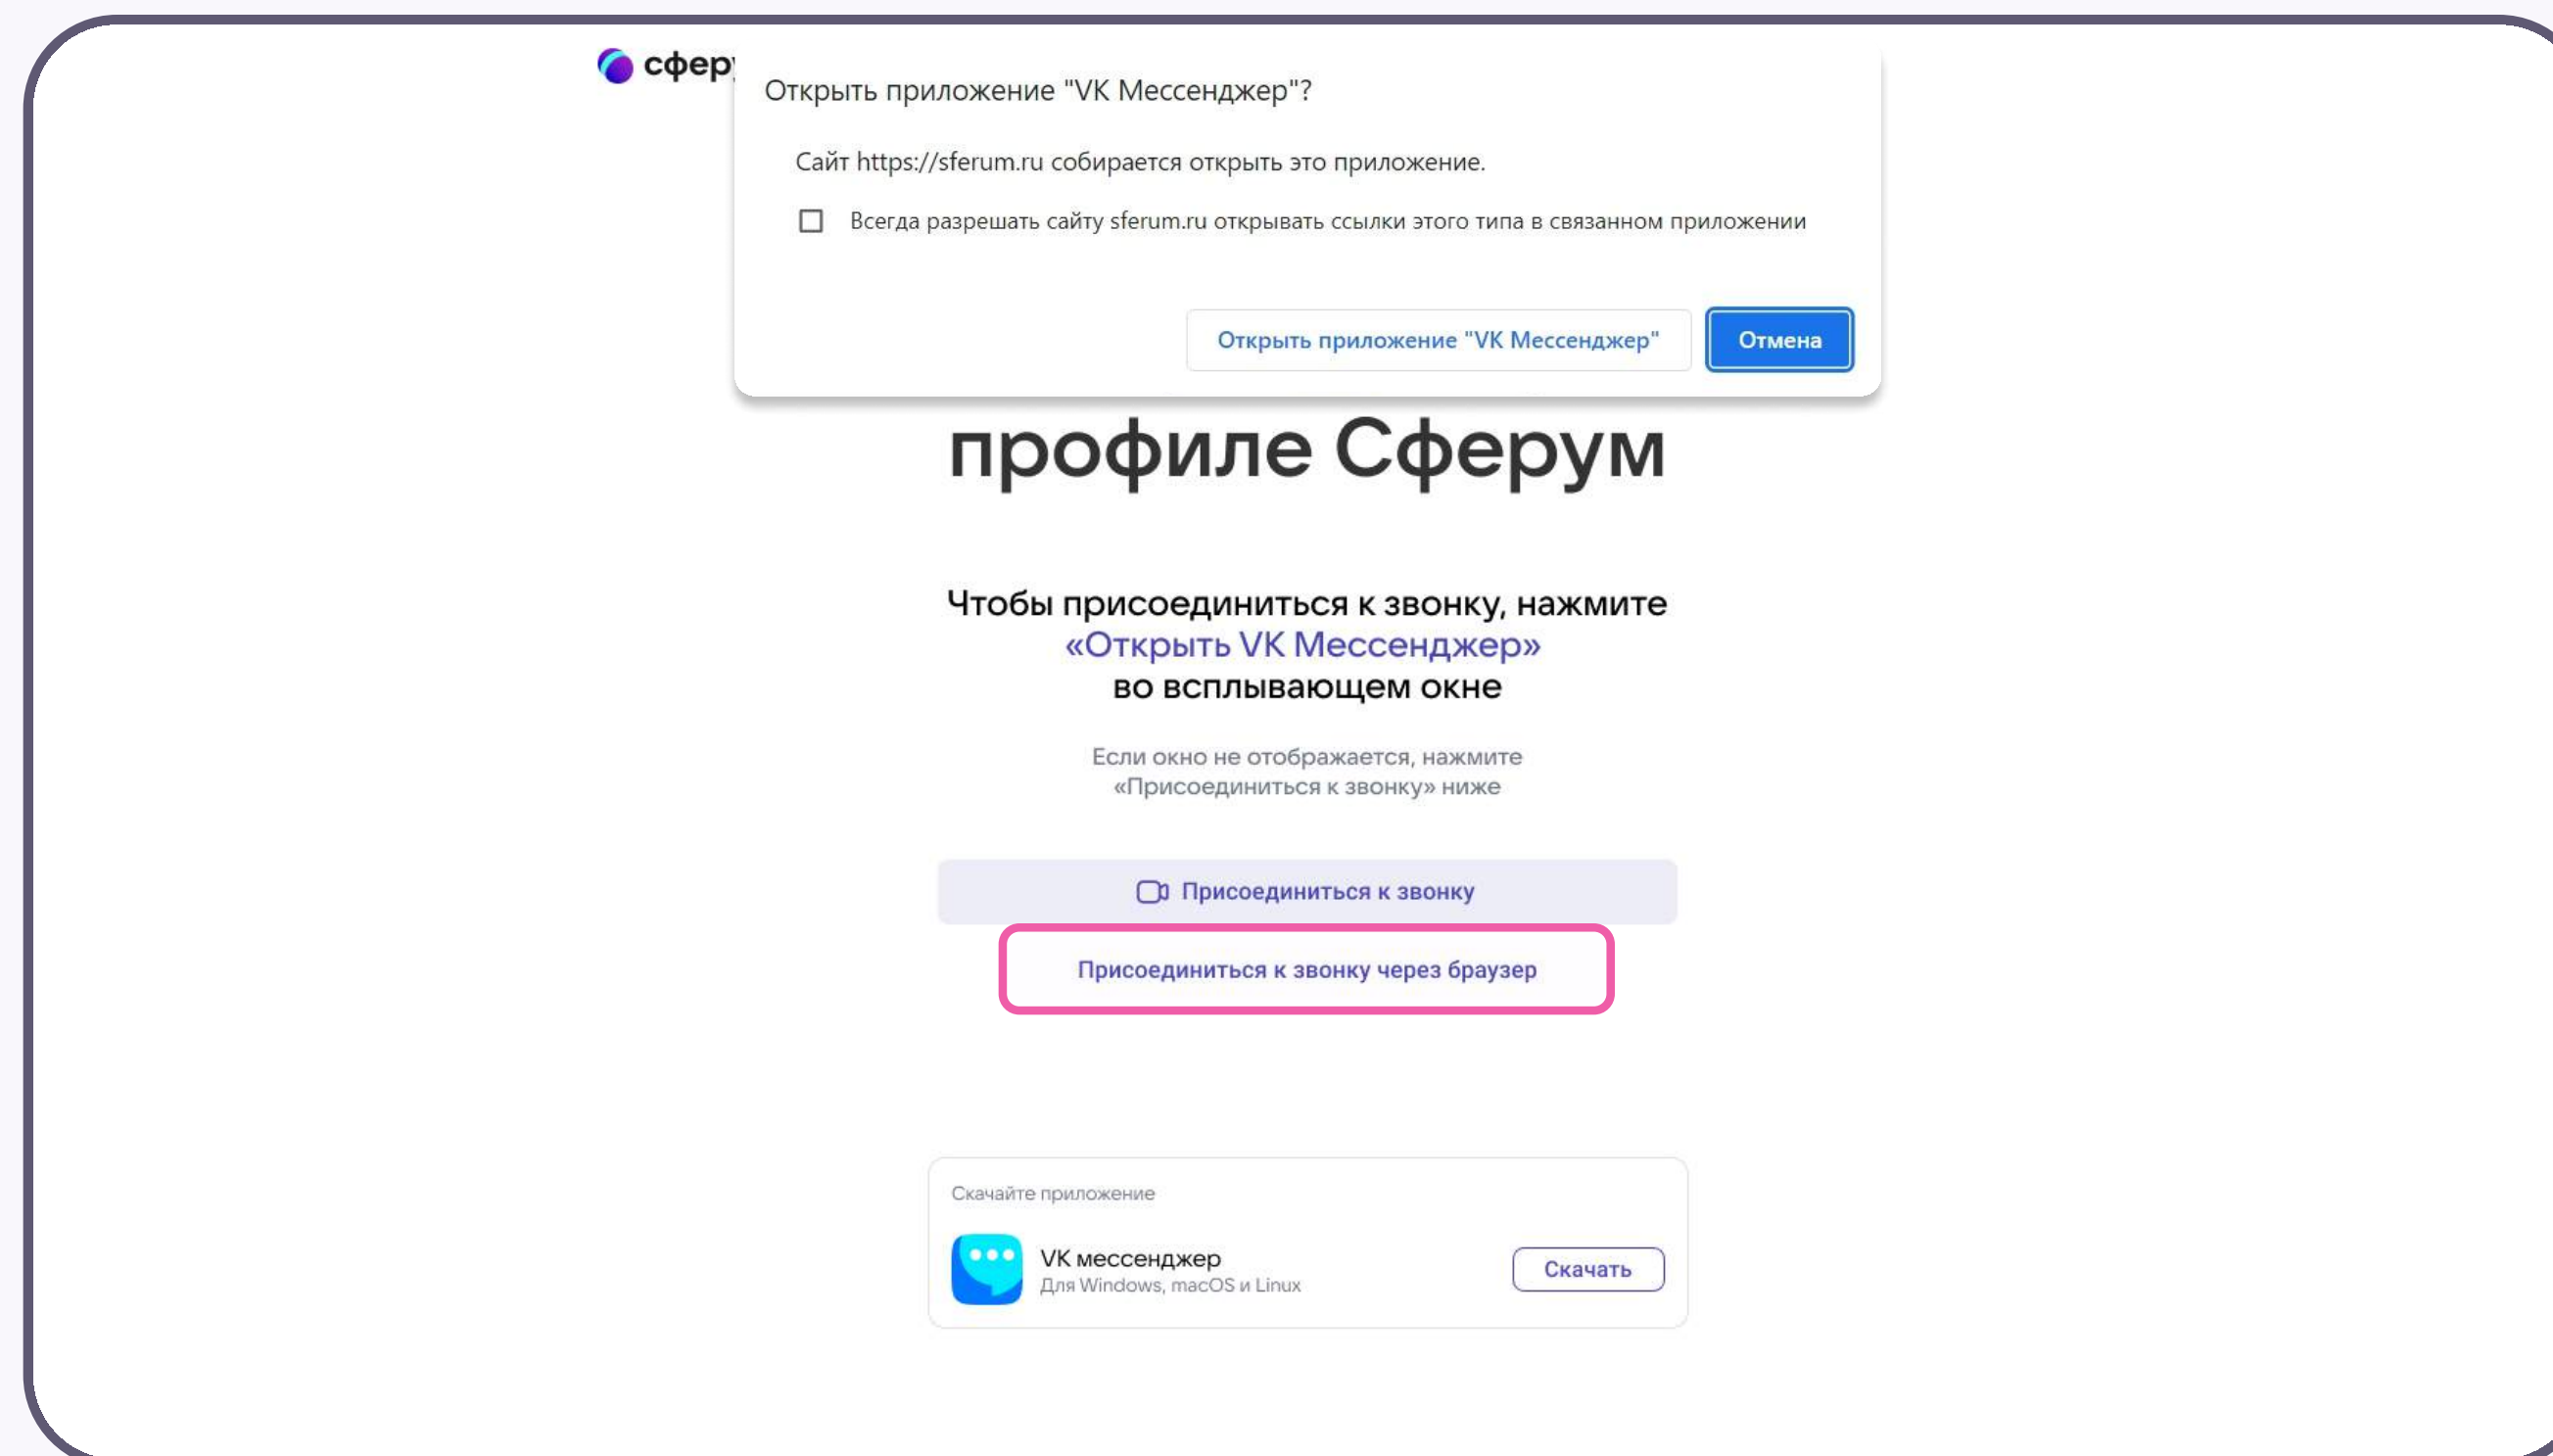 сфер
Открыть приложение "VK Мессенджер"?
Сайт https://sferum.ru собирается открыть это приложение.
Всегда разрешать сайту sferum.ru открывать ссылки этого типа в связанном приложении
Открыть приложение "VK Мессенджер"
Отмена
профиле Сферум
Чтобы присоединиться к звонку, нажмите
«Открыть VK Мессенджер»
во всплывающем окне
Если окно не отображается, нажмите
«Присоединиться к звонку» ниже
Присоединиться к звонку
Присоединиться к звонку через браузер
Скачайте приложение
VK мессенджер
Для Windows, macOS и Linux
Скачать